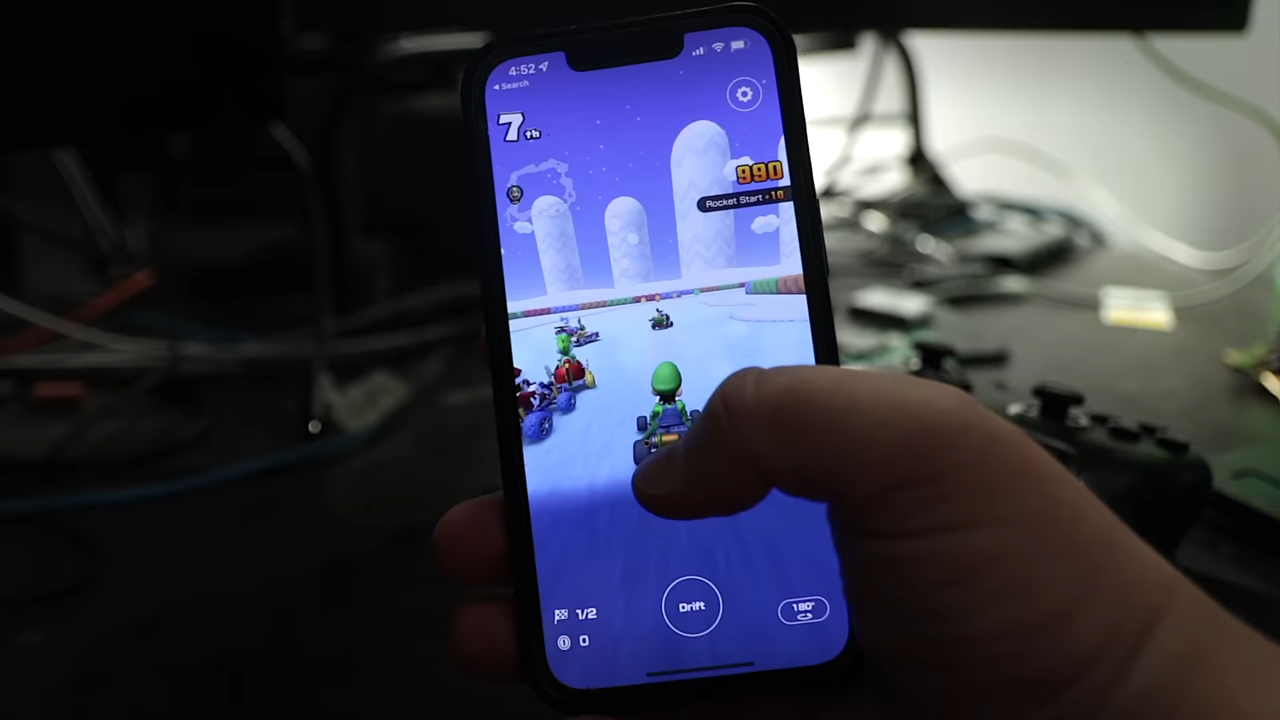 4:52
◀ Search
7th
990
Rocket Start +10
Drift
180°
1/2
0